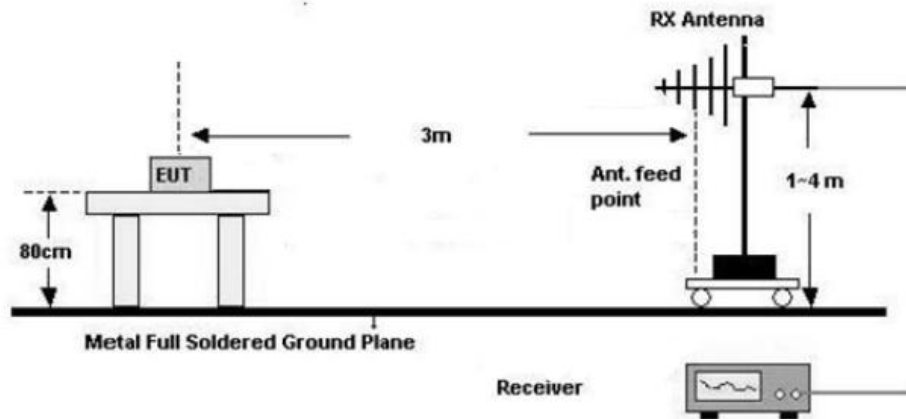 RX Antenna
3m
EUT
Ant. feed
point
1~4 m
80cm
Metal Full Soldered Ground Plane
Receiver